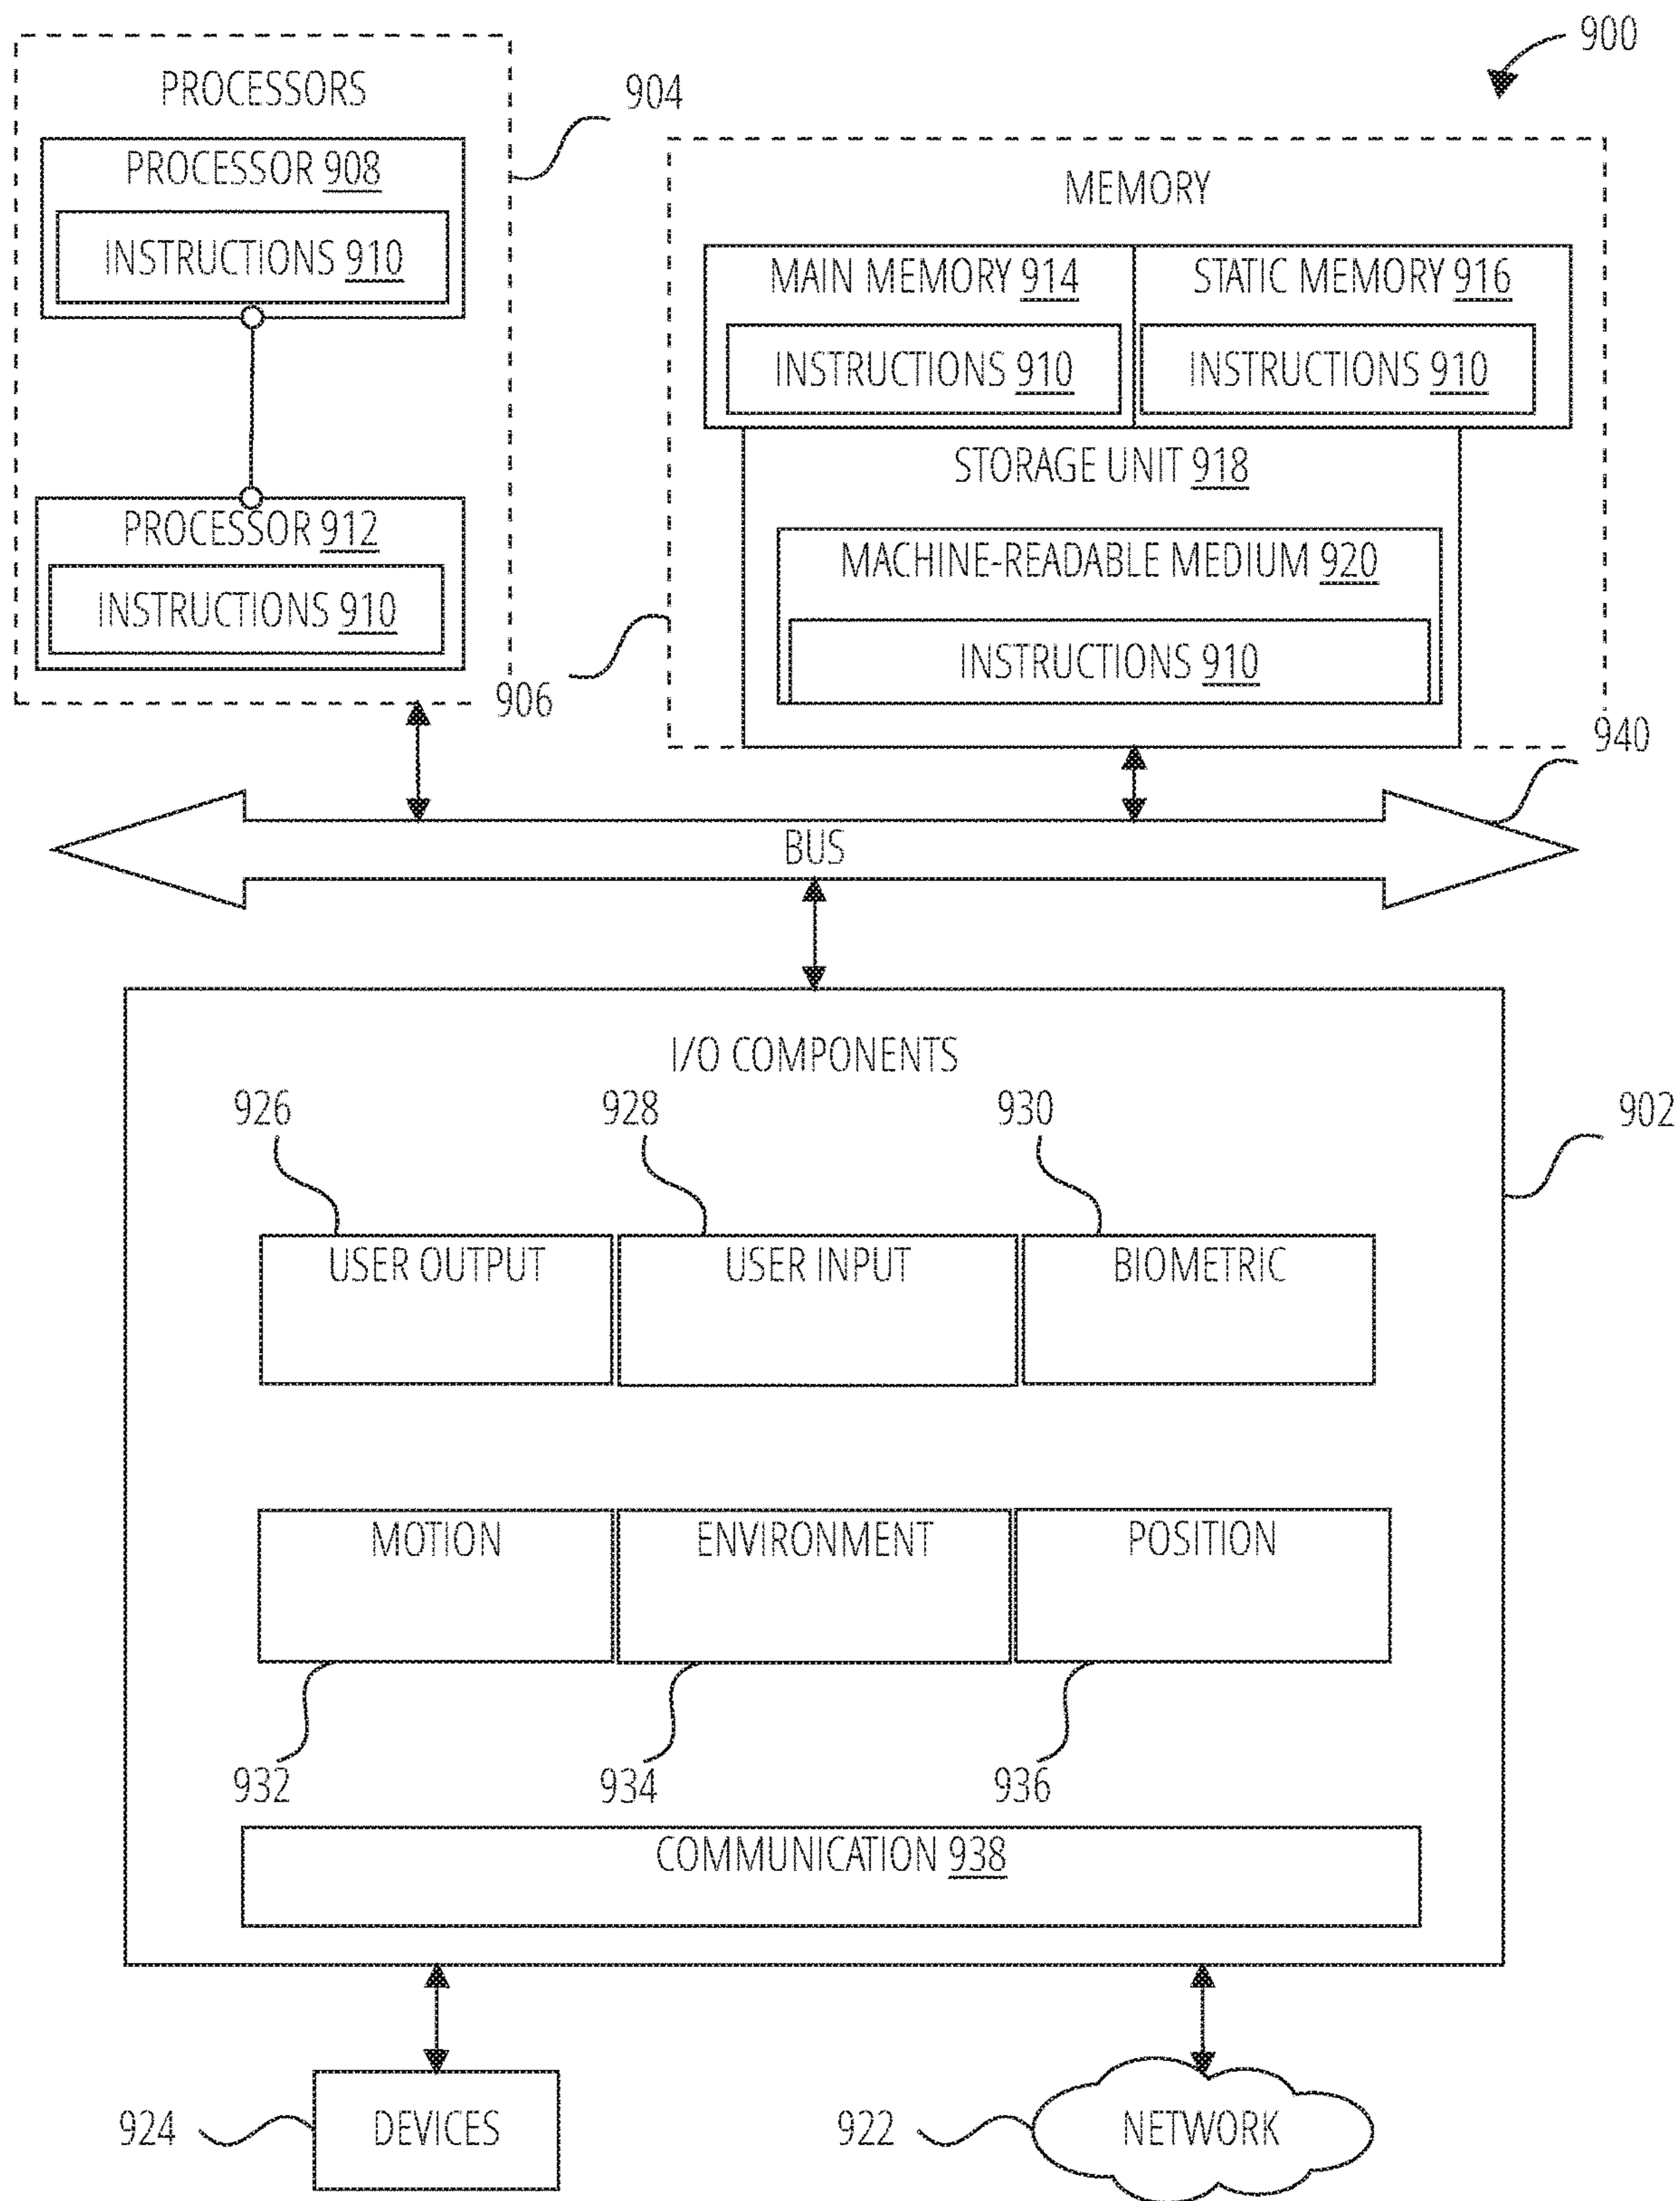 900
PROCESSORS
904
PROCESSOR 908
INSTRUCTIONS 910
PROCESSOR 912
INSTRUCTIONS 910
MEMORY
MAIN MEMORY 914
STATIC MEMORY 916
INSTRUCTIONS 910
INSTRUCTIONS 910
STORAGE UNIT 918
MACHINE-READABLE MEDIUM 920
INSTRUCTIONS 910
906
940
BUS
I/O COMPONENTS
902
926
928
930
USER OUTPUT
USER INPUT
BIOMETRIC
MOTION
ENVIRONMENT
POSITION
932
934
936
COMMUNICATION 938
924
DEVICES
922
NETWORK